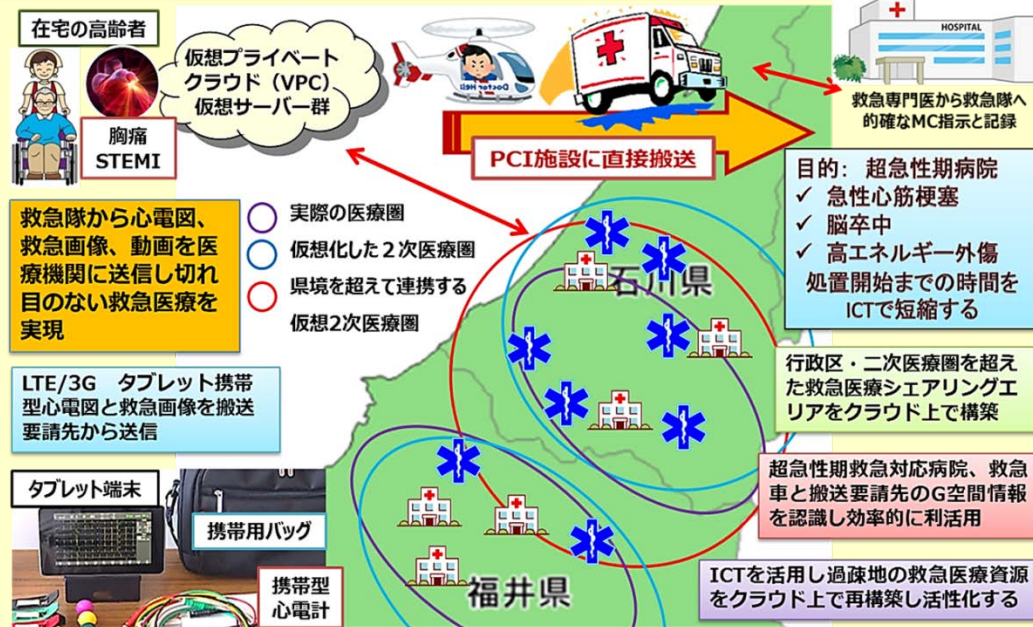 在宅の高齢者
胸痛
STEMI
仮想プライベート
クラウド（VPC）
仮想サーバー群
Doctor Heli
PCI施設に直接搬送
HOSPITAL
救急専門医から救急隊へ
的確なMC指示と記録
救急隊から心電図、
救急画像、動画を医
療機関に送信し切れ
目のない救急医療を
実現
実際の医療圏
仮想化した２次医療圏
県境を超えて連携する
仮想2次医療圏
目的： 超急性期病院
✓ 急性心筋梗塞
✓ 脳卒中
✓ 高エネルギー外傷
処置開始までの時間を
ICTで短縮する
石川県
LTE/3G タブレット携帯
型心電図と救急画像を搬送
要請先から送信
行政区・二次医療圏を超え
た救急医療シェアリングエ
リアをクラウド上で構築
超急性期救急対応病院、救急
車と搬送要請先のG空間情報
を認識し効率的に利活用
タブレット端末
携帯用バッグ
携帯型
心電計
福井県
ICTを活用し過疎地の救急医療資源
をクラウド上で再構築し活性化する